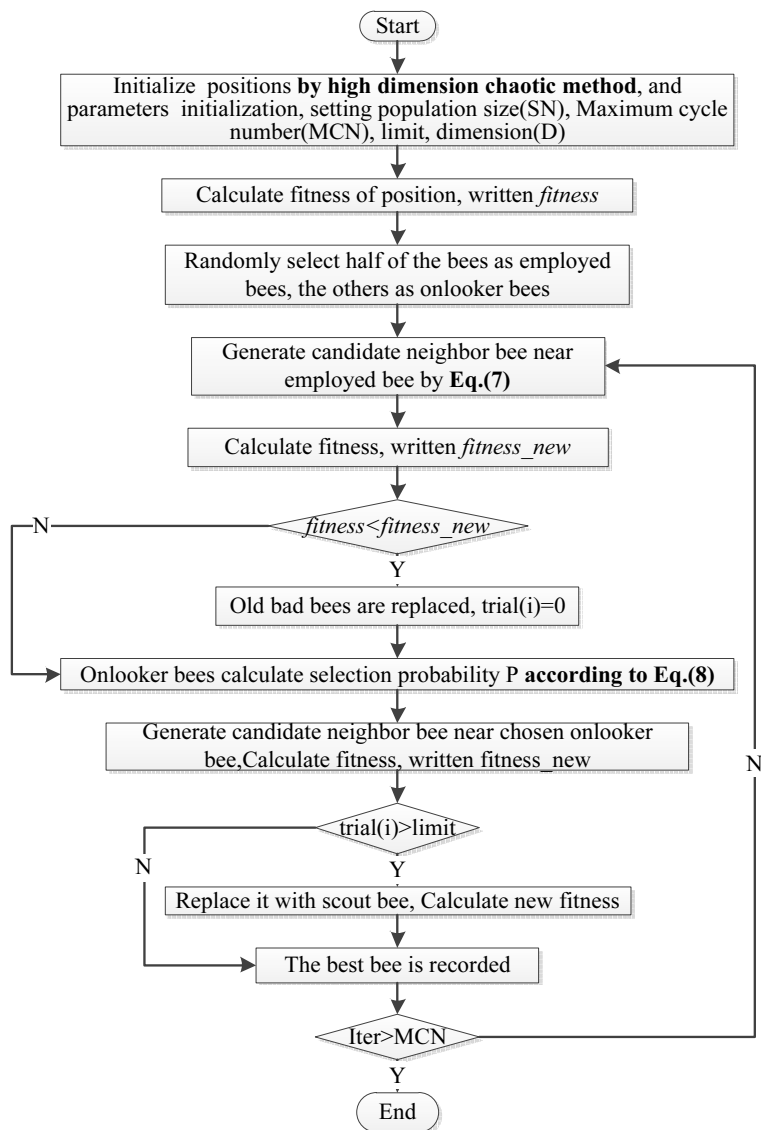 Start
Initialize positions by high dimension chaotic method, and
parameters initialization, setting population size(SN), Maximum cycle
number(MCN), limit, dimension(D)
Calculate fitness of position, written fitness
Randomly select half of the bees as employed
bees, the others as onlooker bees
Generate candidate neighbor bee near
employed bee by Eq.(7)
Calculate fitness, written fitness_new
N
fitness<fitness_new
Y
Old bad bees are replaced, trial(i)=0
Onlooker bees calculate selection probability P according to Eq.(8)
Generate candidate neighbor bee near chosen onlooker
bee,Calculate fitness, written fitness_new
N
trial(i)>limit
N
Y
Replace it with scout bee, Calculate new fitness
The best bee is recorded
Iter>MCN
Y
End